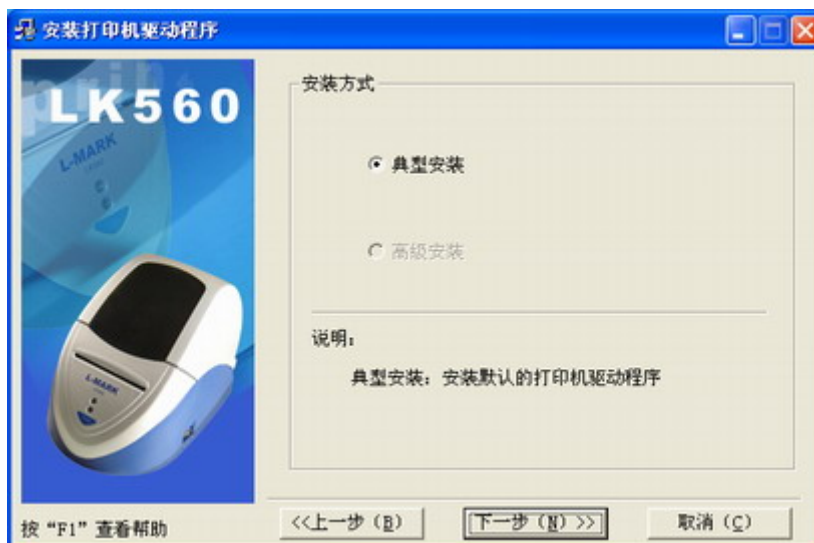 安装打印机驱动程序
print
LK560
L-MARK
L-MARK
安装方式
典型安装
高级安装
说明:
典型安装: 安装默认的打印机驱动程序
按“F1”查看帮助
<<上一步(B)
下一步(N)>>
取消(C)